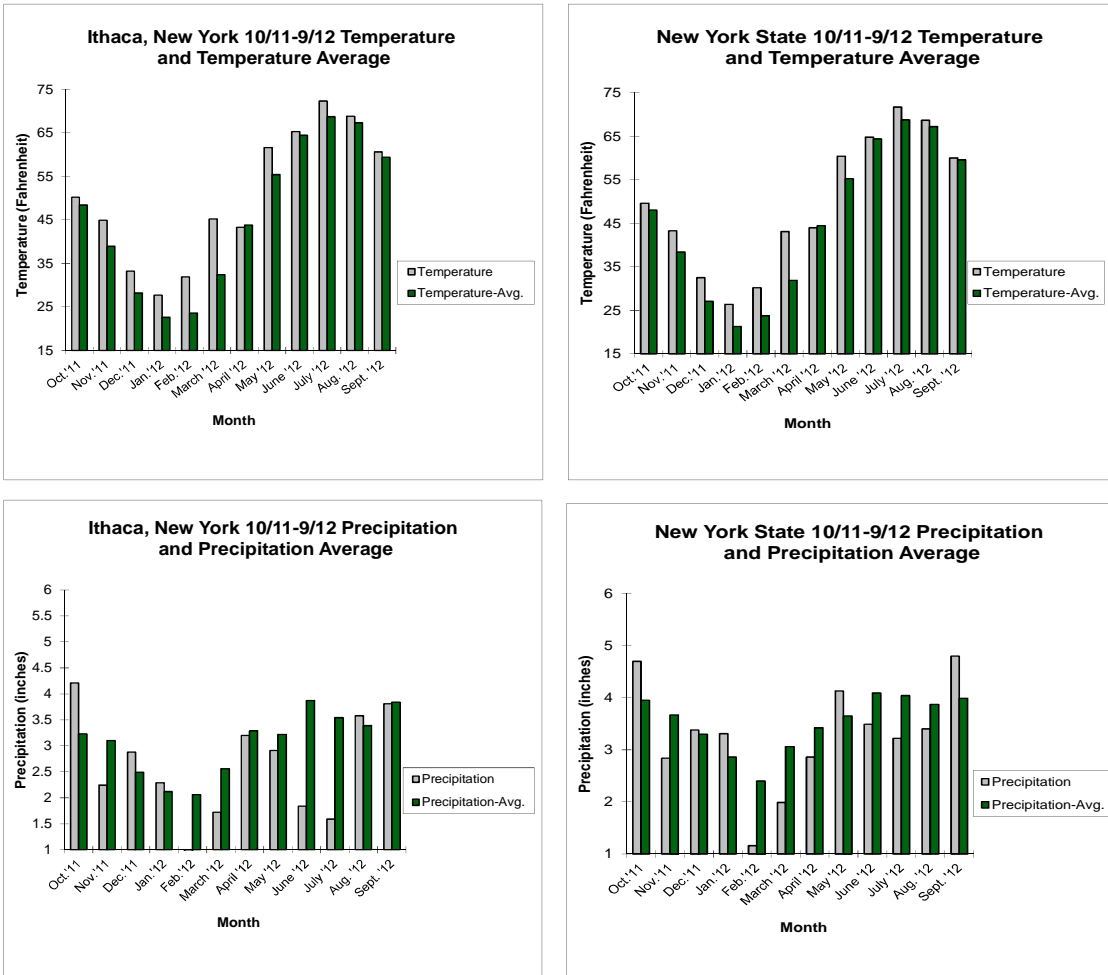 Ithaca, New York 10/11-9/12 Temperature
and Temperature Average
75
65
55
45
35
25
15
Temperature (Fahrenheit)
Oct.'11
Nov.'11
Dec.'11
Jan.'12
Feb.'12
March '12
April '12
May '12
June '12
July '12
Aug. '12
Sept. '12
Month
Temperature
Temperature-Avg.
New York State 10/11-9/12 Temperature
and Temperature Average
75
65
55
45
35
25
15
Temperature (Fahrenheit)
Oct.'11
Nov.'11
Dec.'11
Jan.'12
Feb.'12
March '12
April '12
May '12
June '12
July '12
Aug. '12
Sept. '12
Month
Temperature
Temperature-Avg.
Ithaca, New York 10/11-9/12 Precipitation
and Precipitation Average
6
5.5
5
4.5
4
3.5
3
2.5
2
1.5
1
Precipitation (inches)
Oct.'11
Nov.'11
Dec.'11
Jan.'12
Feb.'12
March '12
April '12
May '12
June '12
July '12
Aug. '12
Sept. '12
Month
Precipitation
Precipitation-Avg.
New York State 10/11-9/12 Precipitation
and Precipitation Average
6
5
4
3
2
1
Precipitation (inches)
Oct.'11
Nov.'11
Dec.'11
Jan.'12
Feb.'12
March '12
April '12
May '12
June '12
July '12
Aug. '12
Sept. '12
Month
Precipitation
Precipitation-Avg.